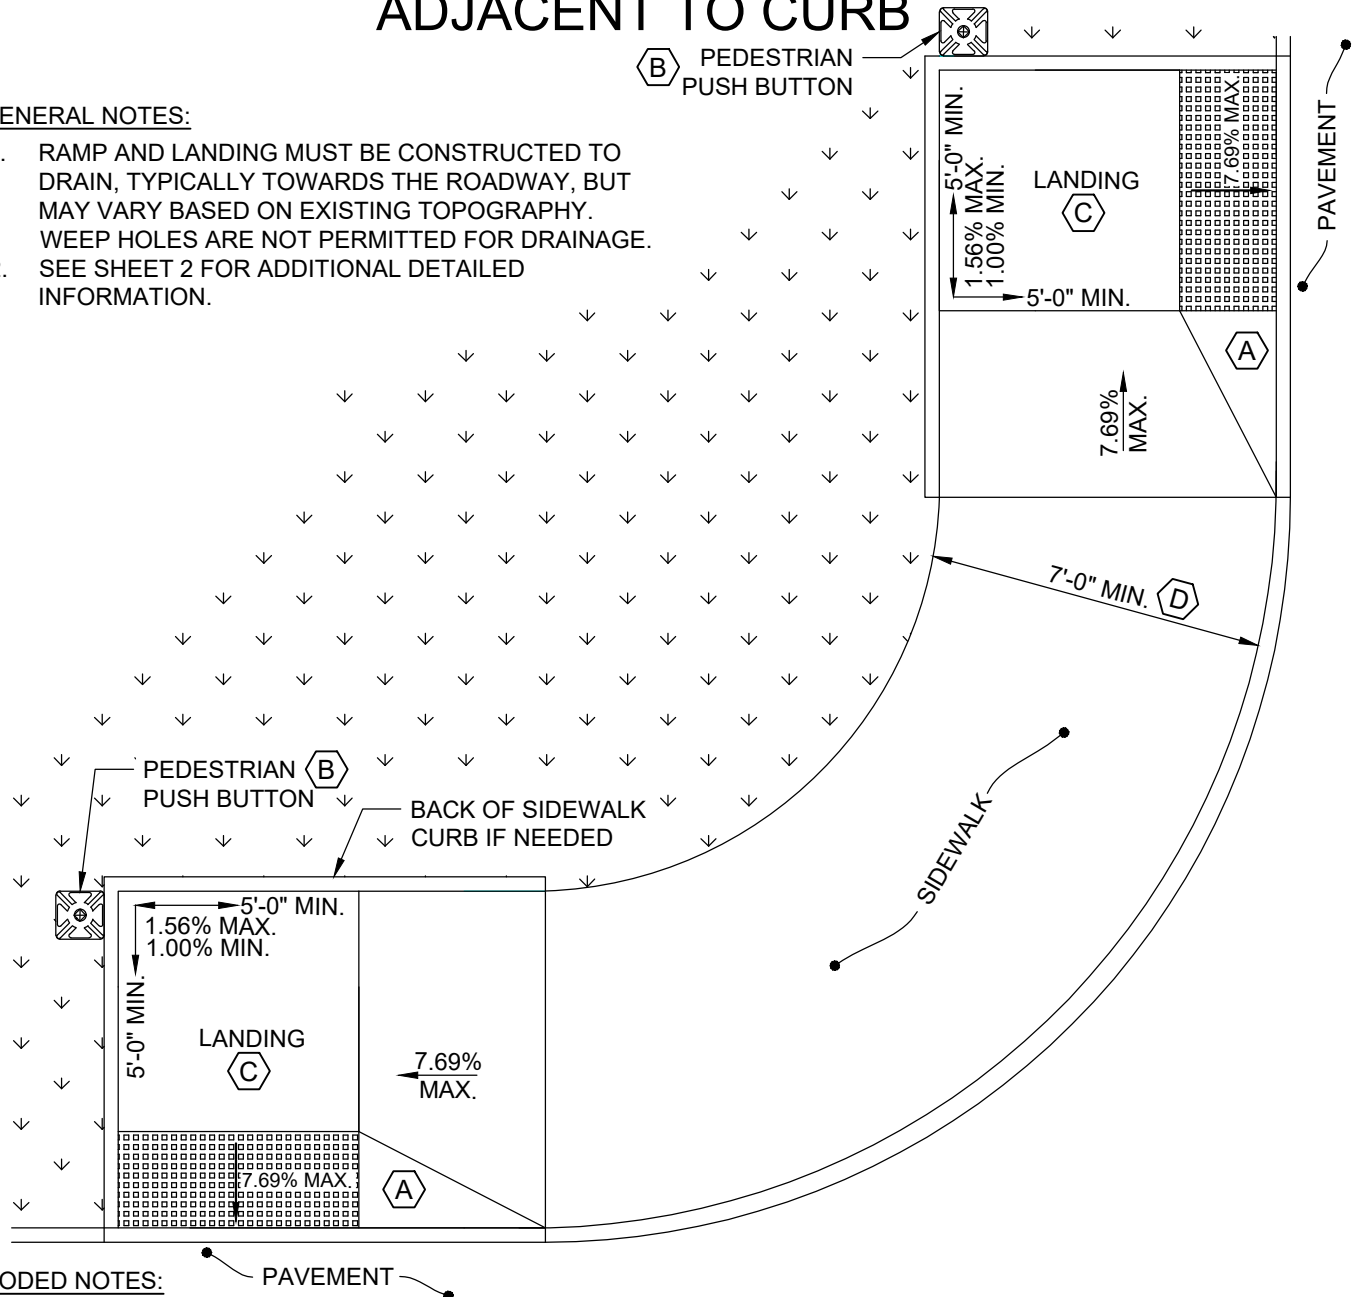 ADJACENT TO CURB
B PEDESTRIAN
PUSH BUTTON
ENERAL NOTES:
. RAMP AND LANDING MUST BE CONSTRUCTED TO
DRAIN, TYPICALLY TOWARDS THE ROADWAY, BUT
MAY VARY BASED ON EXISTING TOPOGRAPHY.
WEEP HOLES ARE NOT PERMITTED FOR DRAINAGE.
. SEE SHEET 2 FOR ADDITIONAL DETAILED
INFORMATION.
5'-0" MIN.
1.56% MAX.
1.00% MIN.
LANDING
C
5'-0" MIN.
7.69% MAX.
PAVEMENT
A
7.69%
MAX.
7'-0" MIN. D
SIDEWALK
PEDESTRIAN B
PUSH BUTTON
BACK OF SIDEWALK
CURB IF NEEDED
5'-0" MIN.
1.56% MAX.
1.00% MIN.
5'-0" MIN.
LANDING
C
7.69%
MAX.
7.69% MAX.
A
PAVEMENT
ODED NOTES: